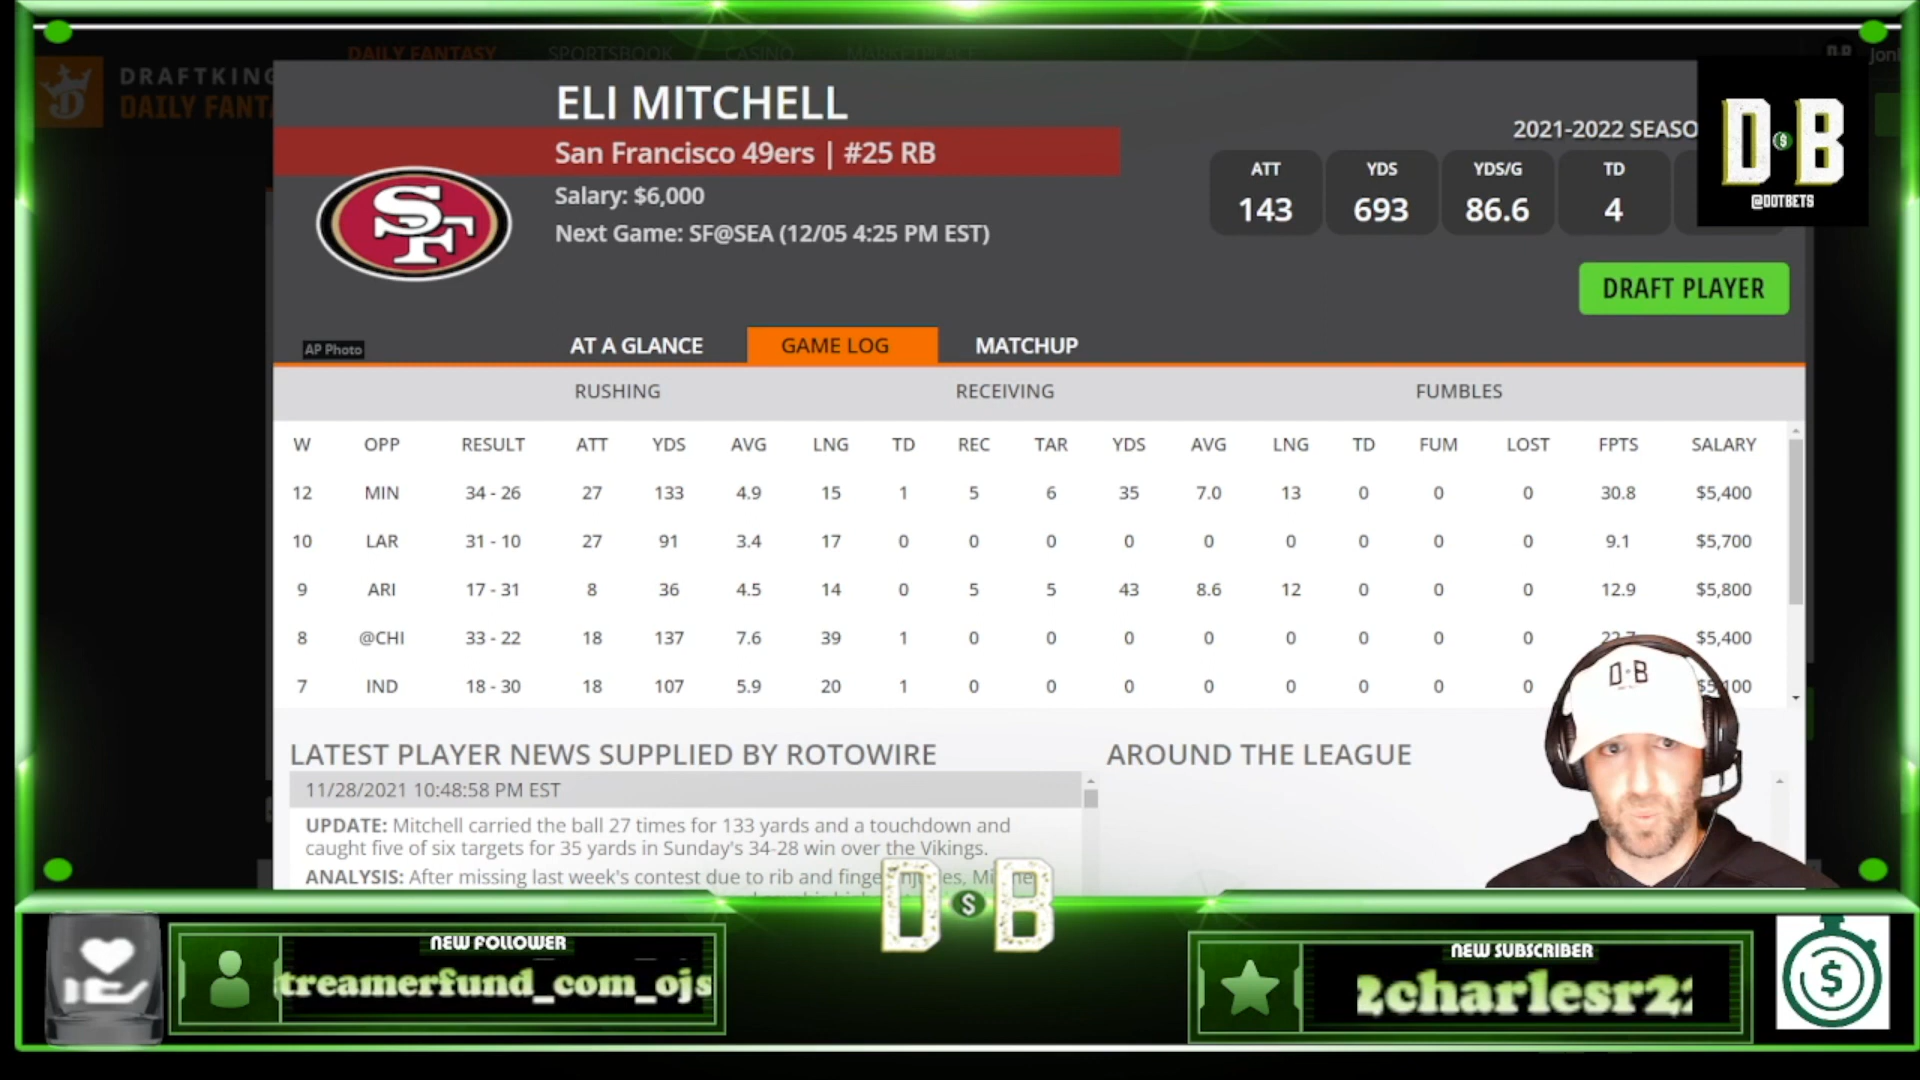 DAILY FANTASY SPORTSBOOK CASINO MARKETPLACE
DRAFTKING
DAILY FANT
ELI MITCHELL
San Francisco 49ers | #25 RB
Salary: $6,000
Next Game: SF@SEA (12/05 4:25 PM EST)
2021-2022 SEASO
ATT YDS YDS/G TD
143 693 86.6 4
D $ B
@DOTBETS
DRAFT PLAYER
SF
AP Photo
AT A GLANCE GAME LOG MATCHUP
RUSHING RECEIVING FUMBLES
W OPP RESULT ATT YDS AVG LNG TD REC TAR YDS AVG LNG TD FUM LOST FPTS SALARY
12 MIN 34 - 26 27 133 4.9 15 1 5 6 35 7.0 13 0 0 0 30.8 $5,400
10 LAR 31 - 10 27 91 3.4 17 0 0 0 0 0 0 0 0 0 9.1 $5,700
9 ARI 17 - 31 8 36 4.5 14 0 5 5 43 8.6 12 0 0 0 12.9 $5,800
8 @CHI 33 - 22 18 137 7.6 39 1 0 0 0 0 0 0 0 0 $5,400
7 IND 18 - 30 18 107 5.9 20 1 0 0 0 0 0 0 0 0
D B
LATEST PLAYER NEWS SUPPLIED BY ROTOWIRE
AROUND THE LEAGUE
11/28/2021 10:48:58 PM EST
UPDATE: Mitchell carried the ball 27 times for 133 yards and a touchdown and
caught five of six targets for 35 yards in Sunday's 34-28 win over the Vikings.
ANALYSIS: After missing last week's contest due to rib and
D $ B
NEW FOLLOWER
treamerfund_com_ojs
NEW SUBSCRIBER
2charlesr22
$